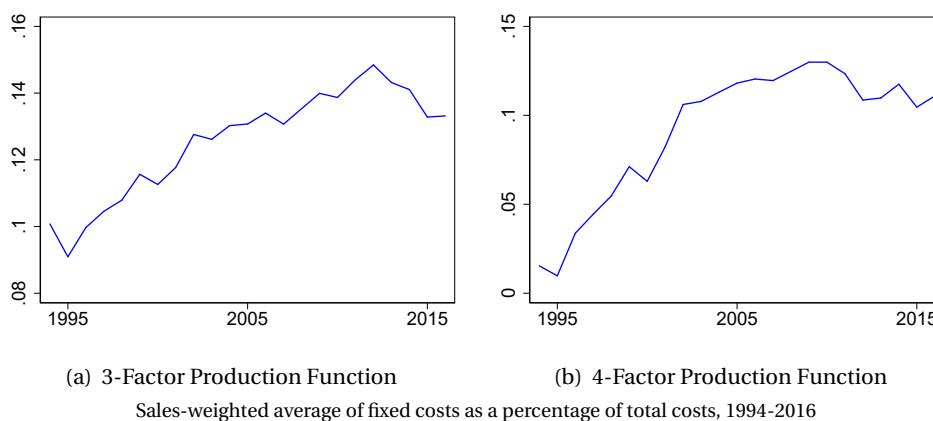 .16
.14
.12
.1
.08
1995 2005 2015
.15
.1
.05
0
1995 2005 2015
(a) 3-Factor Production Function
(b) 4-Factor Production Function
Sales-weighted average of fixed costs as a percentage of total costs, 1994-2016